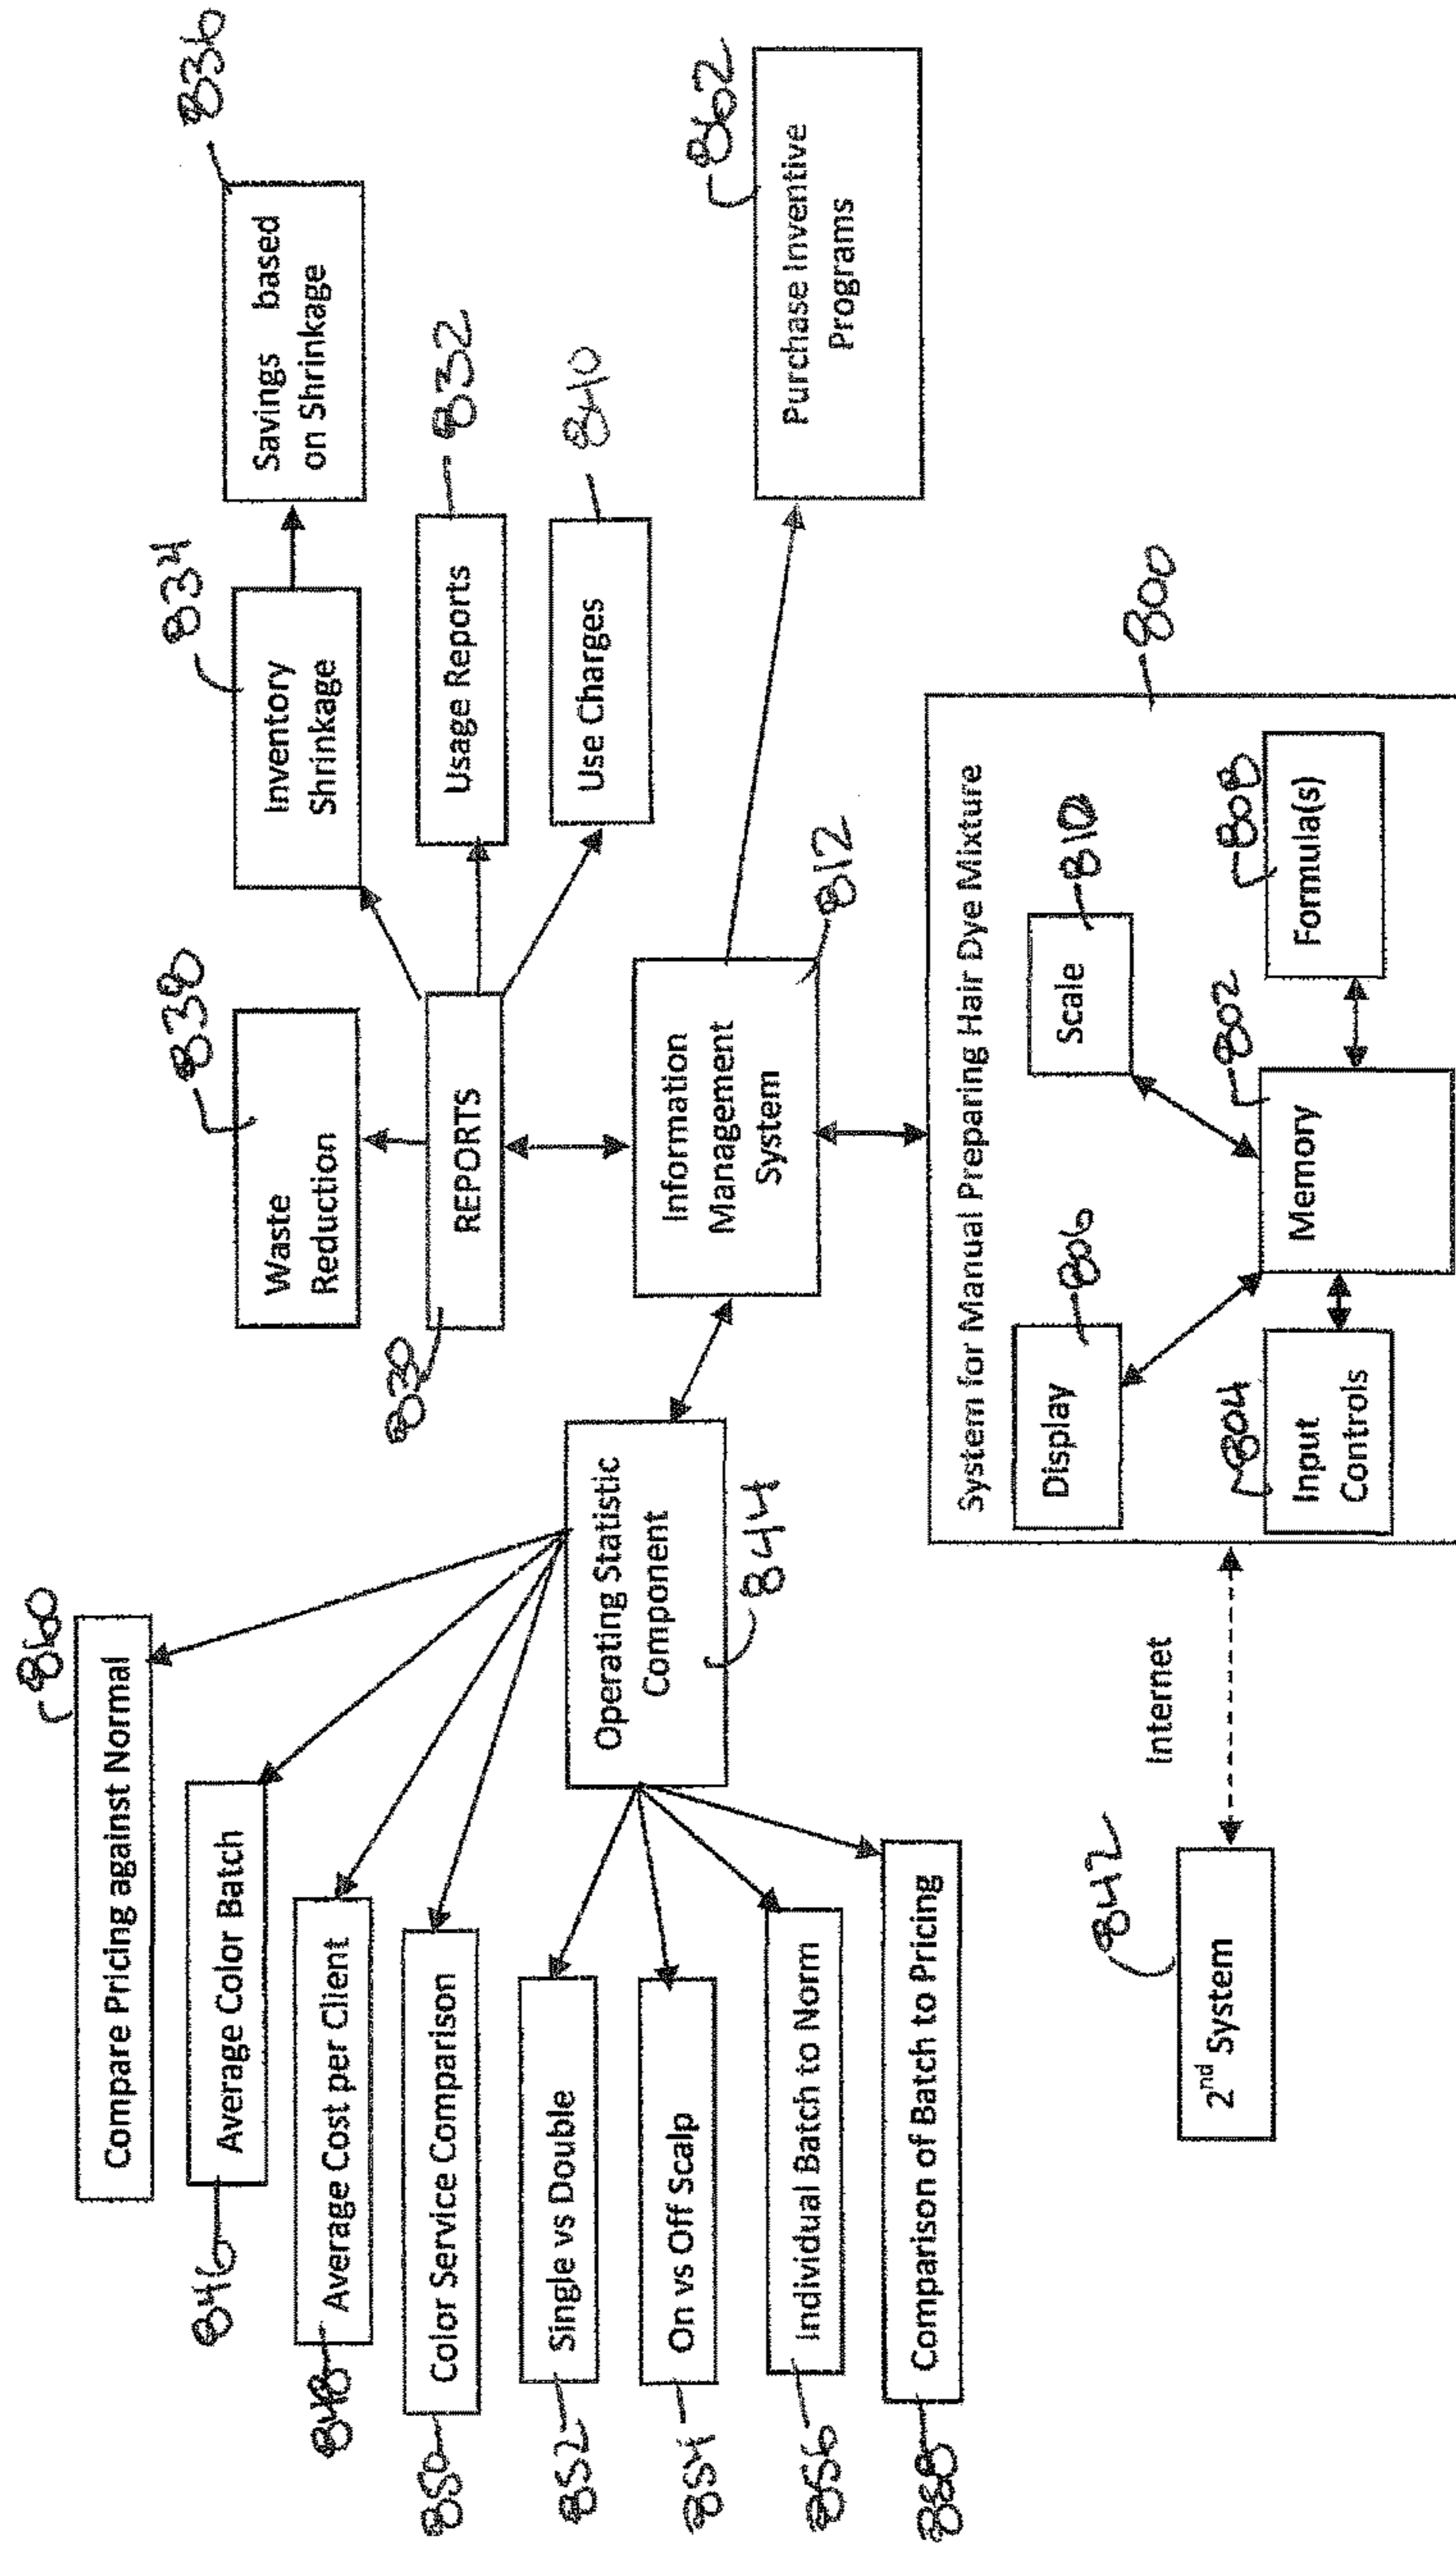 860
Compare Pricing against Normal
846
Average Color Batch
848
Average Cost per Client
850
Color Service Comparison
852
Single vs Double
854
On vs Off Scalp
856
Individual Batch to Norm
858
Comparison of Batch to Pricing
Operating Statistic
Component
844
838
Waste
Reduction
834
Inventory
Shrinkage
836
Savings based
on Shrinkage
830
REPORTS
Usage Reports
832
Use Charges
840
Information
Management
System
812
862
Purchase Inventive
Programs
842
2nd System
Internet
800
System for Manual Preparing Hair Dye Mixture
Display
806
Scale
810
804
Input
Controls
802
Memory
808
Formula(s)